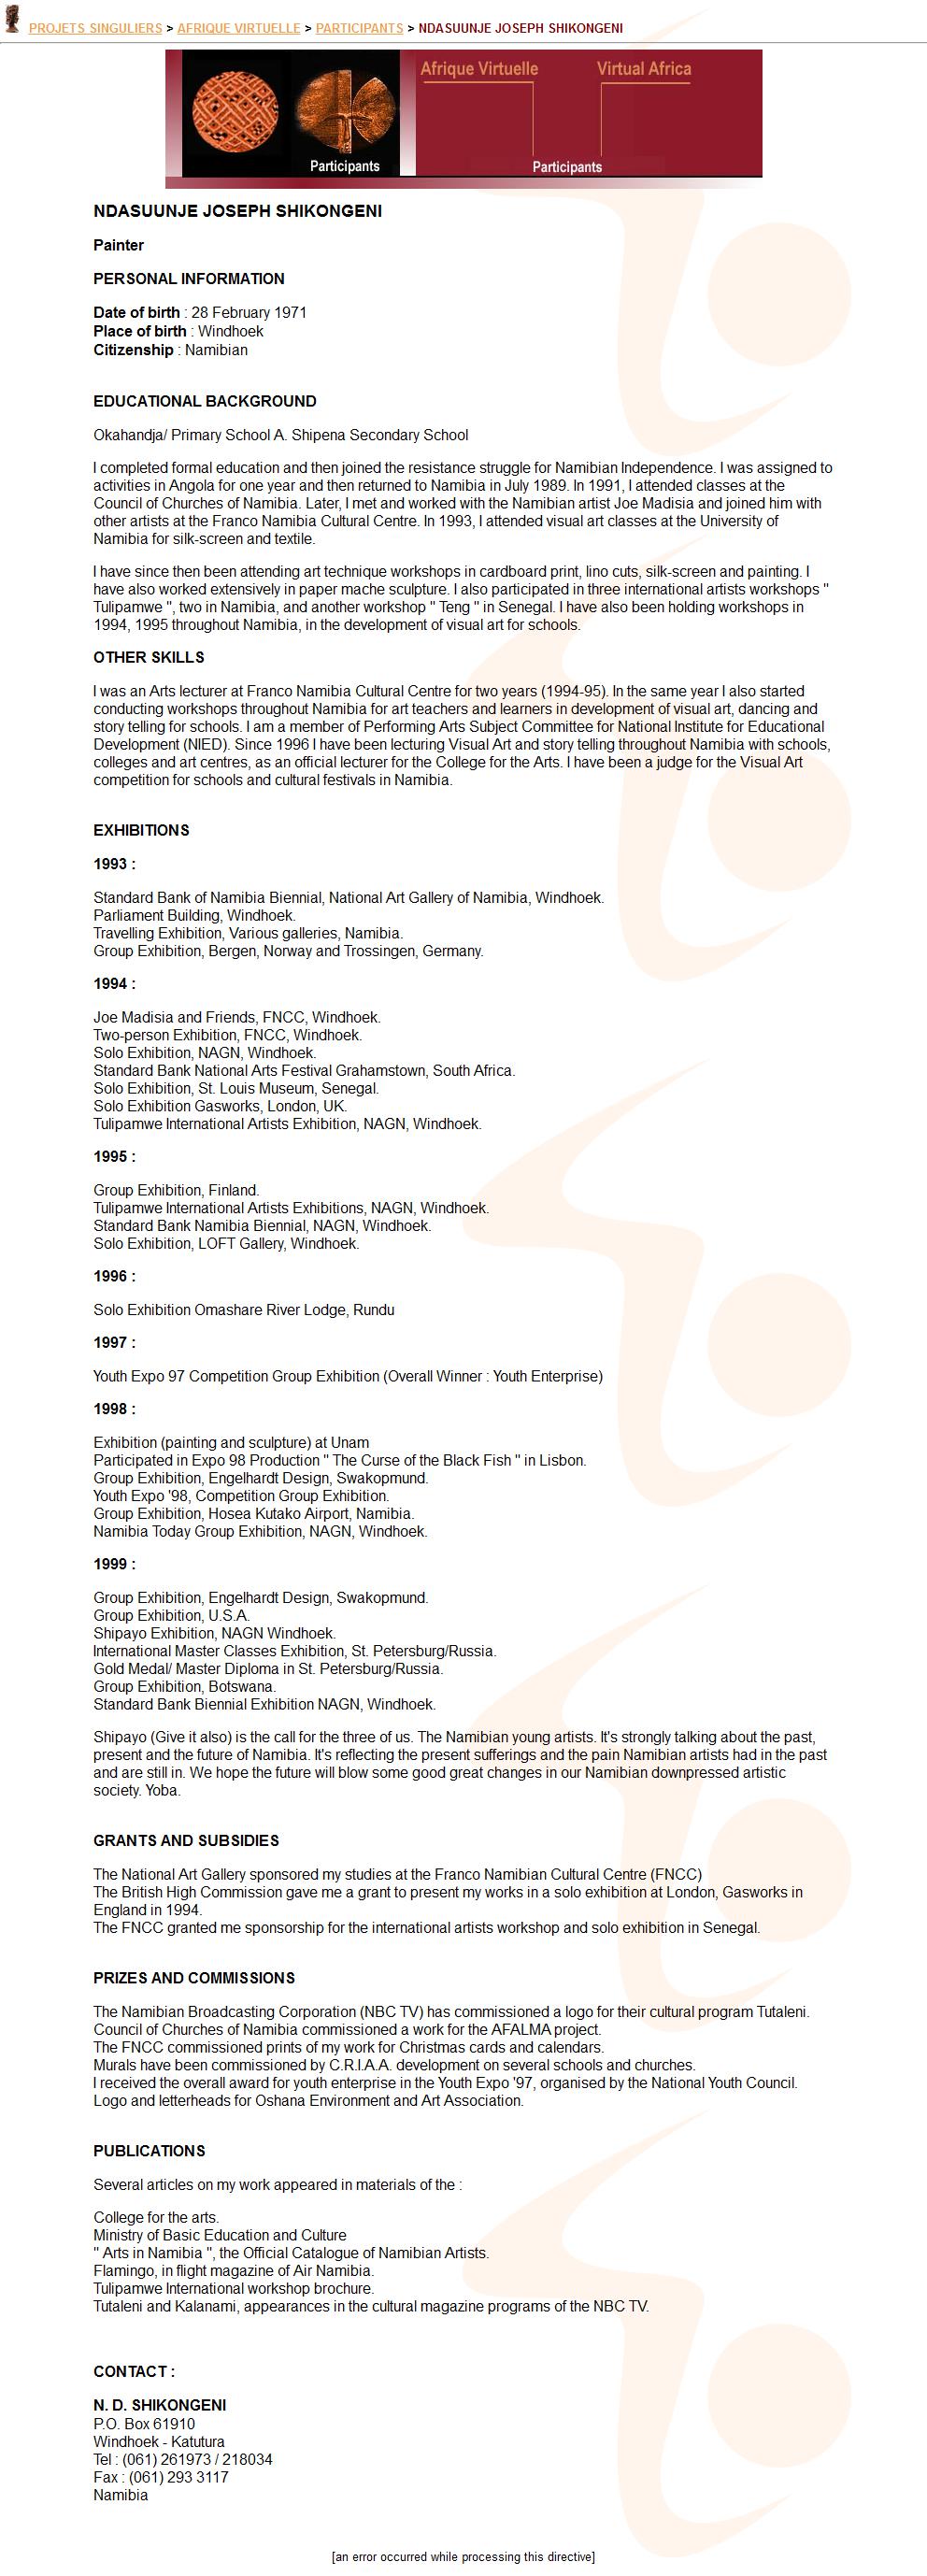 PROJETS SINGULIERS > AFRIQUE VIRTUELLE > PARTICIPANTS > NDASUUNJE JOSEPH SHIKONGENI
Afrique Virtuelle
Virtual Africa
Participants
Participants
NDASUUNJE JOSEPH SHIKONGENI
Painter
PERSONAL INFORMATION
Date of birth : 28 February 1971
Place of birth : Windhoek
Citizenship : Namibian
EDUCATIONAL BACKGROUND
Okahandja/ Primary School A. Shipena Secondary School
I completed formal education and then joined the resistance struggle for Namibian Independence. I was assigned to
activities in Angola for one year and then returned to Namibia in July 1989. In 1991, I attended classes at the
Council of Churches of Namibia. Later, I met and worked with the Namibian artist Joe Madisia and joined him with
other artists at the Franco Namibia Cultural Centre. In 1993, I attended visual art classes at the University of
Namibia for silk-screen and textile.
I have since then been attending art technique workshops in cardboard print, lino cuts, silk-screen and painting. I
have also worked extensively in paper mache sculpture. I also participated in three international artists workshops "
Tulipamwe ", two in Namibia, and another workshop " Teng " in Senegal. I have also been holding workshops in
1994, 1995 throughout Namibia, in the development of visual art for schools.
OTHER SKILLS
I was an Arts lecturer at Franco Namibia Cultural Centre for two years (1994-95). In the same year I also started
conducting workshops throughout Namibia for art teachers and learners in development of visual art, dancing and
story telling for schools. I am a member of Performing Arts Subject Committee for National Institute for Educational
Development (NIED). Since 1996 I have been lecturing Visual Art and story telling throughout Namibia with schools,
colleges and art centres, as an official lecturer for the College for the Arts. I have been a judge for the Visual Art
competition for schools and cultural festivals in Namibia.
EXHIBITIONS
1993 :
Standard Bank of Namibia Biennial, National Art Gallery of Namibia, Windhoek.
Parliament Building, Windhoek.
Travelling Exhibition, Various galleries, Namibia.
Group Exhibition, Bergen, Norway and Trossingen, Germany.
1994 :
Joe Madisia and Friends, FNCC, Windhoek.
Two-person Exhibition, FNCC, Windhoek.
Solo Exhibition, NAGN, Windhoek.
Standard Bank National Arts Festival Grahamstown, South Africa.
Solo Exhibition, St. Louis Museum, Senegal.
Solo Exhibition Gasworks, London, UK.
Tulipamwe International Artists Exhibition, NAGN, Windhoek.
1995 :
Group Exhibition, Finland.
Tulipamwe International Artists Exhibitions, NAGN, Windhoek.
Standard Bank Namibia Biennial, NAGN, Windhoek.
Solo Exhibition, LOFT Gallery, Windhoek.
1996 :
Solo Exhibition Omashare River Lodge, Rundu
1997 :
Youth Expo 97 Competition Group Exhibition (Overall Winner : Youth Enterprise)
1998 :
Exhibition (painting and sculpture) at Unam
Participated in Expo 98 Production " The Curse of the Black Fish " in Lisbon.
Group Exhibition, Engelhardt Design, Swakopmund.
Youth Expo '98, Competition Group Exhibition.
Group Exhibition, Hosea Kutako Airport, Namibia.
Namibia Today Group Exhibition, NAGN, Windhoek.
1999 :
Group Exhibition, Engelhardt Design, Swakopmund.
Group Exhibition, U.S.A.
Shipayo Exhibition, NAGN Windhoek.
International Master Classes Exhibition, St. Petersburg/Russia.
Gold Medal/ Master Diploma in St. Petersburg/Russia.
Group Exhibition, Botswana.
Standard Bank Biennial Exhibition NAGN, Windhoek.
Shipayo (Give it also) is the call for the three of us. The Namibian young artists. It's strongly talking about the past,
present and the future of Namibia. It's reflecting the present sufferings and the pain Namibian artists had in the past
and are still in. We hope the future will blow some good great changes in our Namibian downpressed artistic
society. Yoba.
GRANTS AND SUBSIDIES
The National Art Gallery sponsored my studies at the Franco Namibian Cultural Centre (FNCC)
The British High Commission gave me a grant to present my works in a solo exhibition at London, Gasworks in
England in 1994.
The FNCC granted me sponsorship for the international artists workshop and solo exhibition in Senegal.
PRIZES AND COMMISSIONS
The Namibian Broadcasting Corporation (NBC TV) has commissioned a logo for their cultural program Tutaleni.
Council of Churches of Namibia commissioned a work for the AFALMA project.
The FNCC commissioned prints of my work for Christmas cards and calendars.
Murals have been commissioned by C.R.I.A.A. development on several schools and churches.
I received the overall award for youth enterprise in the Youth Expo '97, organised by the National Youth Council.
Logo and letterheads for Oshana Environment and Art Association.
PUBLICATIONS
Several articles on my work appeared in materials of the :
College for the arts.
Ministry of Basic Education and Culture
" Arts in Namibia ", the Official Catalogue of Namibian Artists.
Flamingo, in flight magazine of Air Namibia.
Tulipamwe International workshop brochure.
Tutaleni and Kalanami, appearances in the cultural magazine programs of the NBC TV.
CONTACT :
N. D. SHIKONGENI
P.O. Box 61910
Windhoek - Katutura
Tel : (061) 261973 / 218034
Fax : (061) 293 3117
Namibia
[an error occurred while processing this directive]